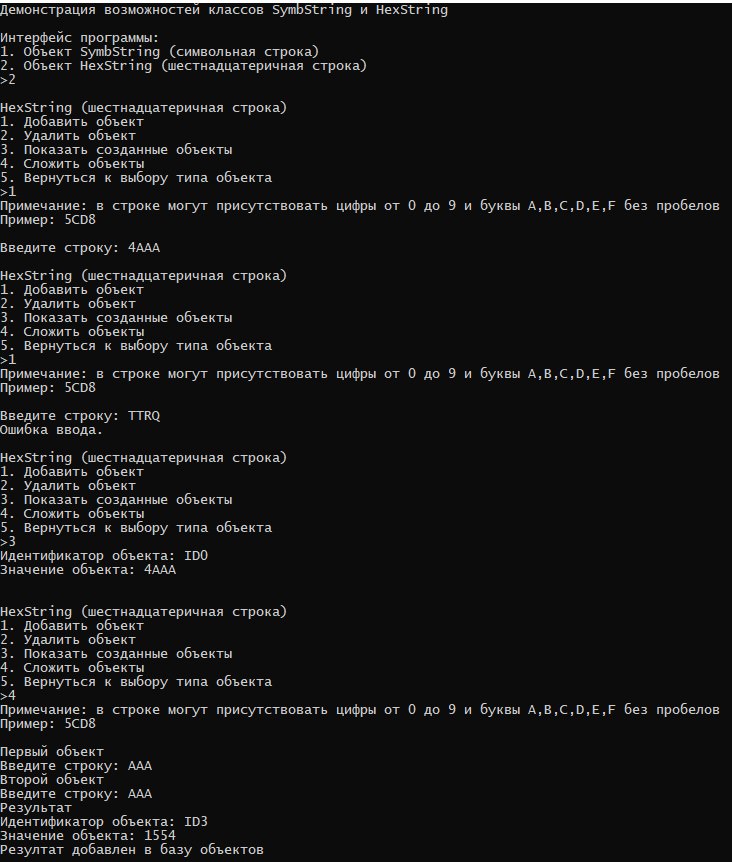 Демонстрация возможностей классов SymbString и HexString
Интерфейс программы:
1. Объект SymbString (символьная строка)
2. Объект HexString (шестнадцатеричная строка)
>2
HexString (шестнадцатеричная строка)
1. Добавить объект
2. Удалить объект
3. Показать созданные объекты
4. Сложить объекты
5. Вернуться к выбору типа объекта
>1
Примечание: в строке могут присутствовать цифры от 0 до 9 и буквы A,B,C,D,E,F без пробелов
Пример: 5CD8
Введите строку: 4AAA
HexString (шестнадцатеричная строка)
1. Добавить объект
2. Удалить объект
3. Показать созданные объекты
4. Сложить объекты
5. Вернуться к выбору типа объекта
>1
Примечание: в строке могут присутствовать цифры от 0 до 9 и буквы A,B,C,D,E,F без пробелов
Пример: 5CD8
Введите строку: TTRQ
Ошибка ввода.
HexString (шестнадцатеричная строка)
1. Добавить объект
2. Удалить объект
3. Показать созданные объекты
4. Сложить объекты
5. Вернуться к выбору типа объекта
>3
Идентификатор объекта: ID0
Значение объекта: 4AAA
HexString (шестнадцатеричная строка)
1. Добавить объект
2. Удалить объект
3. Показать созданные объекты
4. Сложить объекты
5. Вернуться к выбору типа объекта
>4
Примечание: в строке могут присутствовать цифры от 0 до 9 и буквы A,B,C,D,E,F без пробелов
Пример: 5CD8
Первый объект
Введите строку: AAA
Второй объект
Введите строку: AAA
Результат
Идентификатор объекта: ID3
Значение объекта: 1554
Резултат добавлен в базу объектов